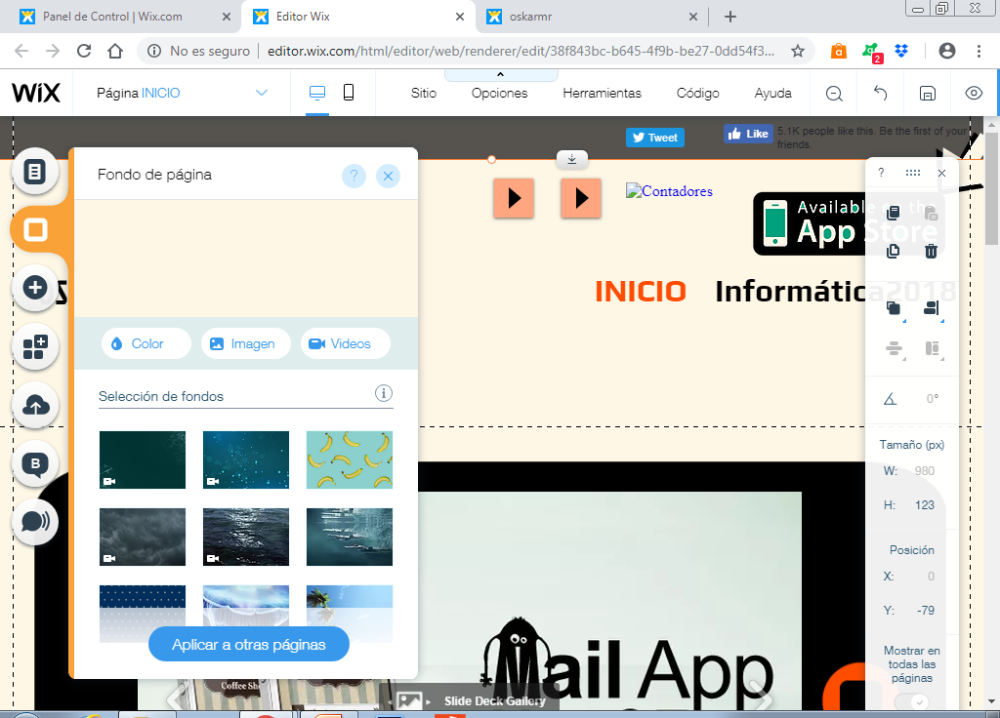 Panel de Control | Wix.com
Editor Wix
oskarmr
No es seguro
editor.wix.com/html/editor/web/renderer/edit/38f843bc-b645-4f9b-be27-0dd54f3...
2
WiX
Página INICIO
Sitio
Opciones
Herramientas
Código
Ayuda
Tweet
Like
5.1K people like this. Be the first of your friends.
Fondo de página
?
?
Contadores
Available on the
App Store
INICIO
Informática2018
Color
Imagen
Videos
Selección de fondos
B
0°
Tamaño (px)
W: 980
H: 123
Posición
X: 0
Y: -79
Mostrar en
todas las
páginas
Aplicar a otras páginas
Mail App
Coffee Sh
Slide Deck Gallery